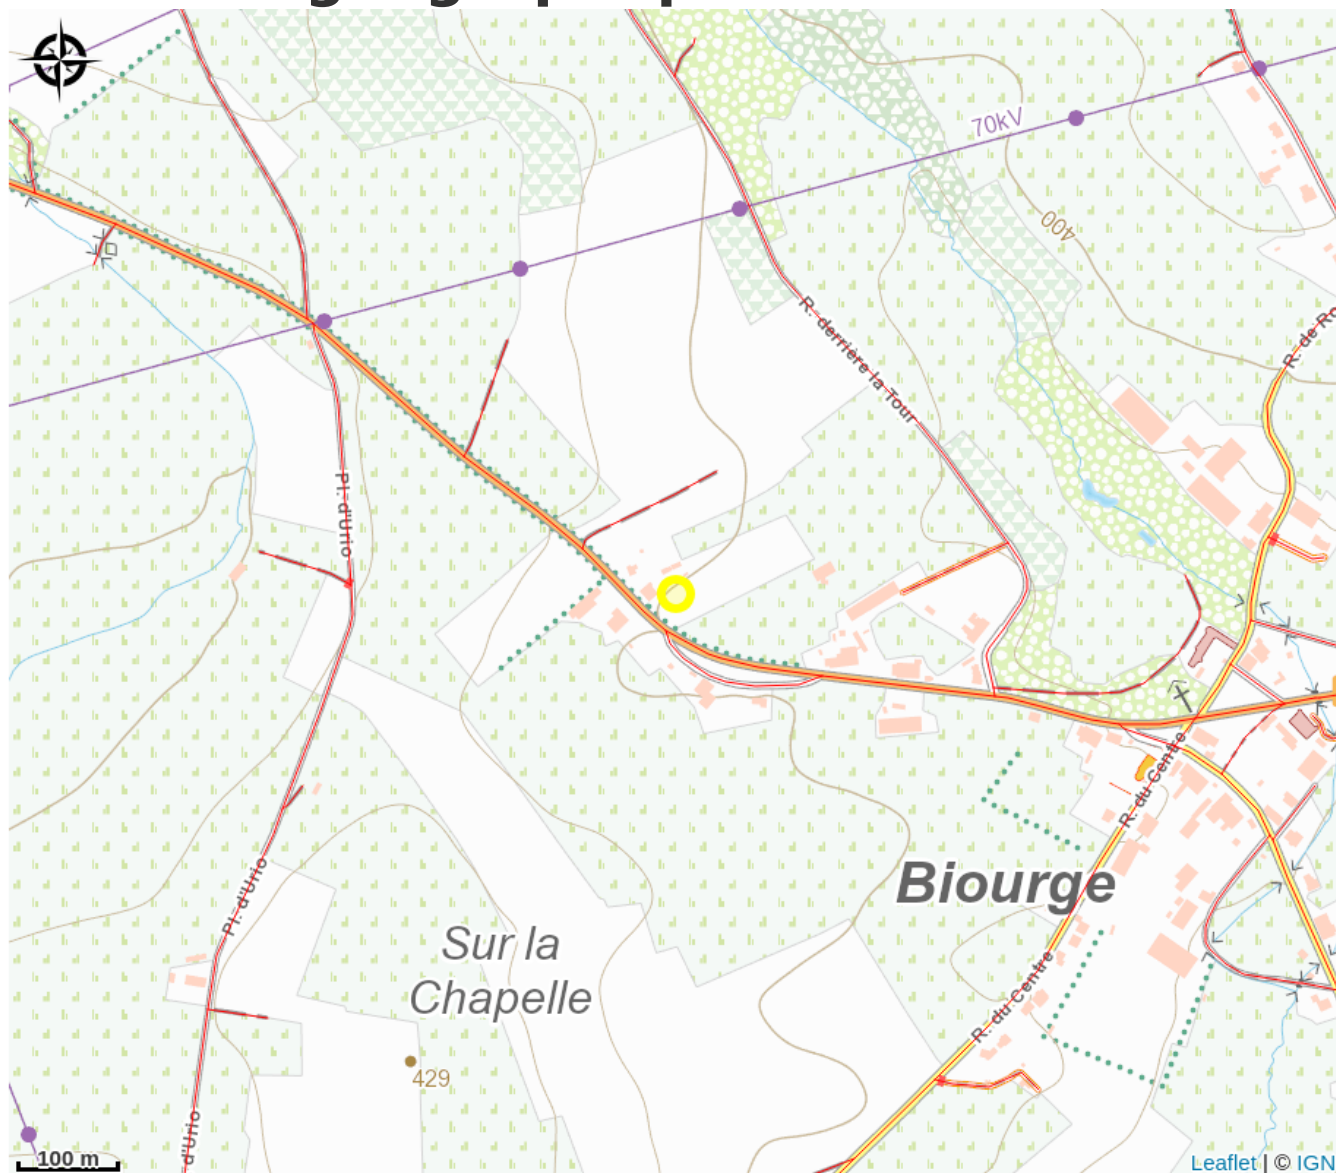 70kV
400
R. derrière la Tour
R. de Ro
Pl. d'Urio
R. du Centre
Biourge
Pl. d'Urio
Sur la
Chapelle
R. du Centre
429
d'Urio
100 m
Leaflet | © IGN